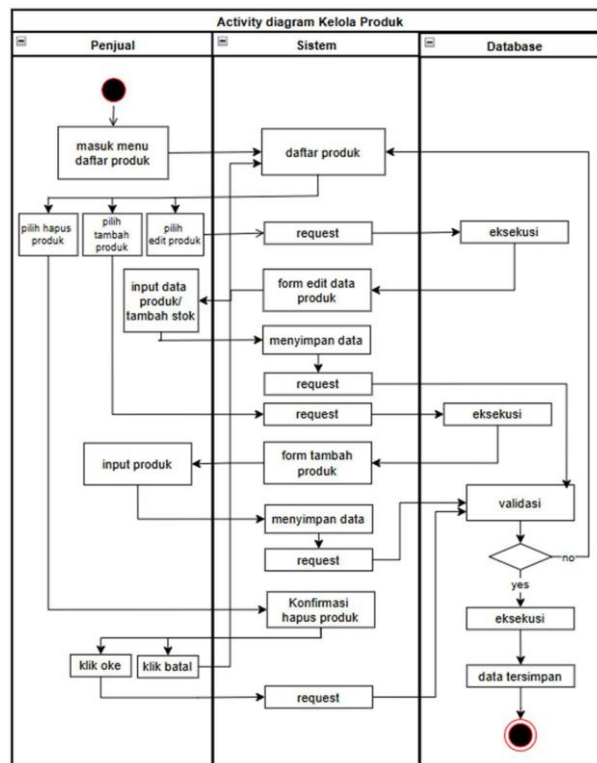 Activity diagram Kelola Produk
Penjual
Sistem
Database
masuk menu
daftar produk
daftar produk
pilih hapus
produk
pilih
tambah
produk
pilih
edit produk
request
eksekusi
input data
produk/
tambah stok
form edit data
produk
menyimpan data
request
request
eksekusi
input produk
form tambah
produk
validasi
menyimpan data
request
no
yes
Konfirmasi
hapus produk
eksekusi
klik oke
klik batal
data tersimpan
request